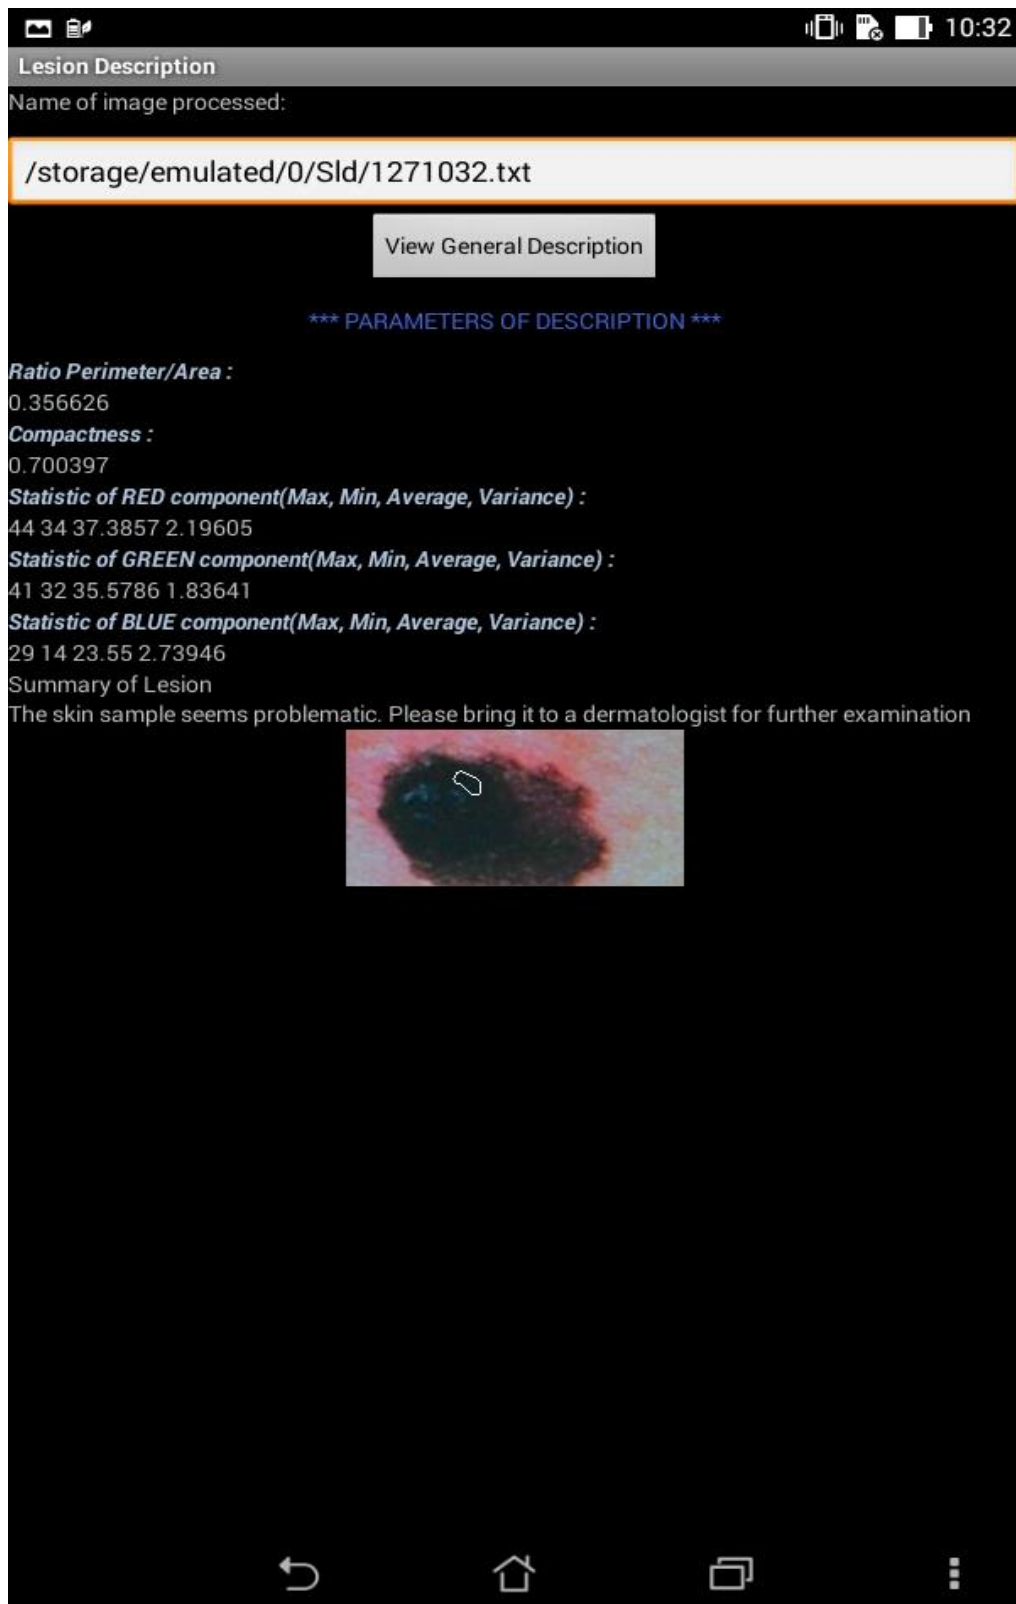 10:32
Lesion Description
Name of image processed:
/storage/emulated/0/Sld/1271032.txt
View General Description
*** PARAMETERS OF DESCRIPTION ***
Ratio Perimeter/Area :
0.356626
Compactness :
0.700397
Statistic of RED component(Max, Min, Average, Variance) :
44 34 37.3857 2.19605
Statistic of GREEN component(Max, Min, Average, Variance) :
41 32 35.5786 1.83641
Statistic of BLUE component(Max, Min, Average, Variance) :
29 14 23.55 2.73946
Summary of Lesion
The skin sample seems problematic. Please bring it to a dermatologist for further examination